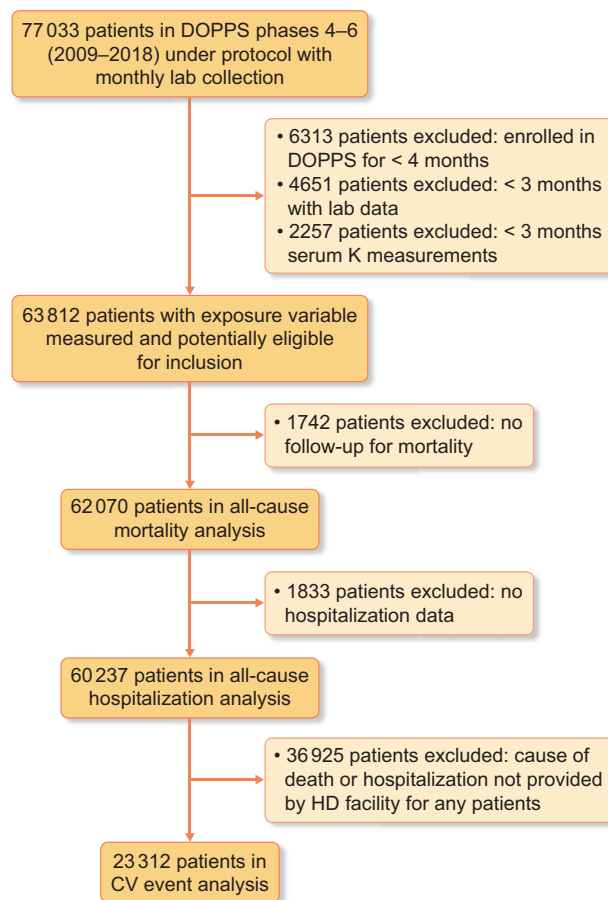 77 033 patients in DOPPS phases 4–6
(2009–2018) under protocol with
monthly lab collection
• 6313 patients excluded: enrolled in
DOPPS for < 4 months
• 4651 patients excluded: < 3 months
with lab data
• 2257 patients excluded: < 3 months
serum K measurements
63 812 patients with exposure variable
measured and potentially eligible
for inclusion
• 1742 patients excluded: no
follow-up for mortality
62 070 patients in all-cause
mortality analysis
• 1833 patients excluded: no
hospitalization data
60 237 patients in all-cause
hospitalization analysis
• 36 925 patients excluded: cause of
death or hospitalization not provided
by HD facility for any patients
23 312 patients in
CV event analysis